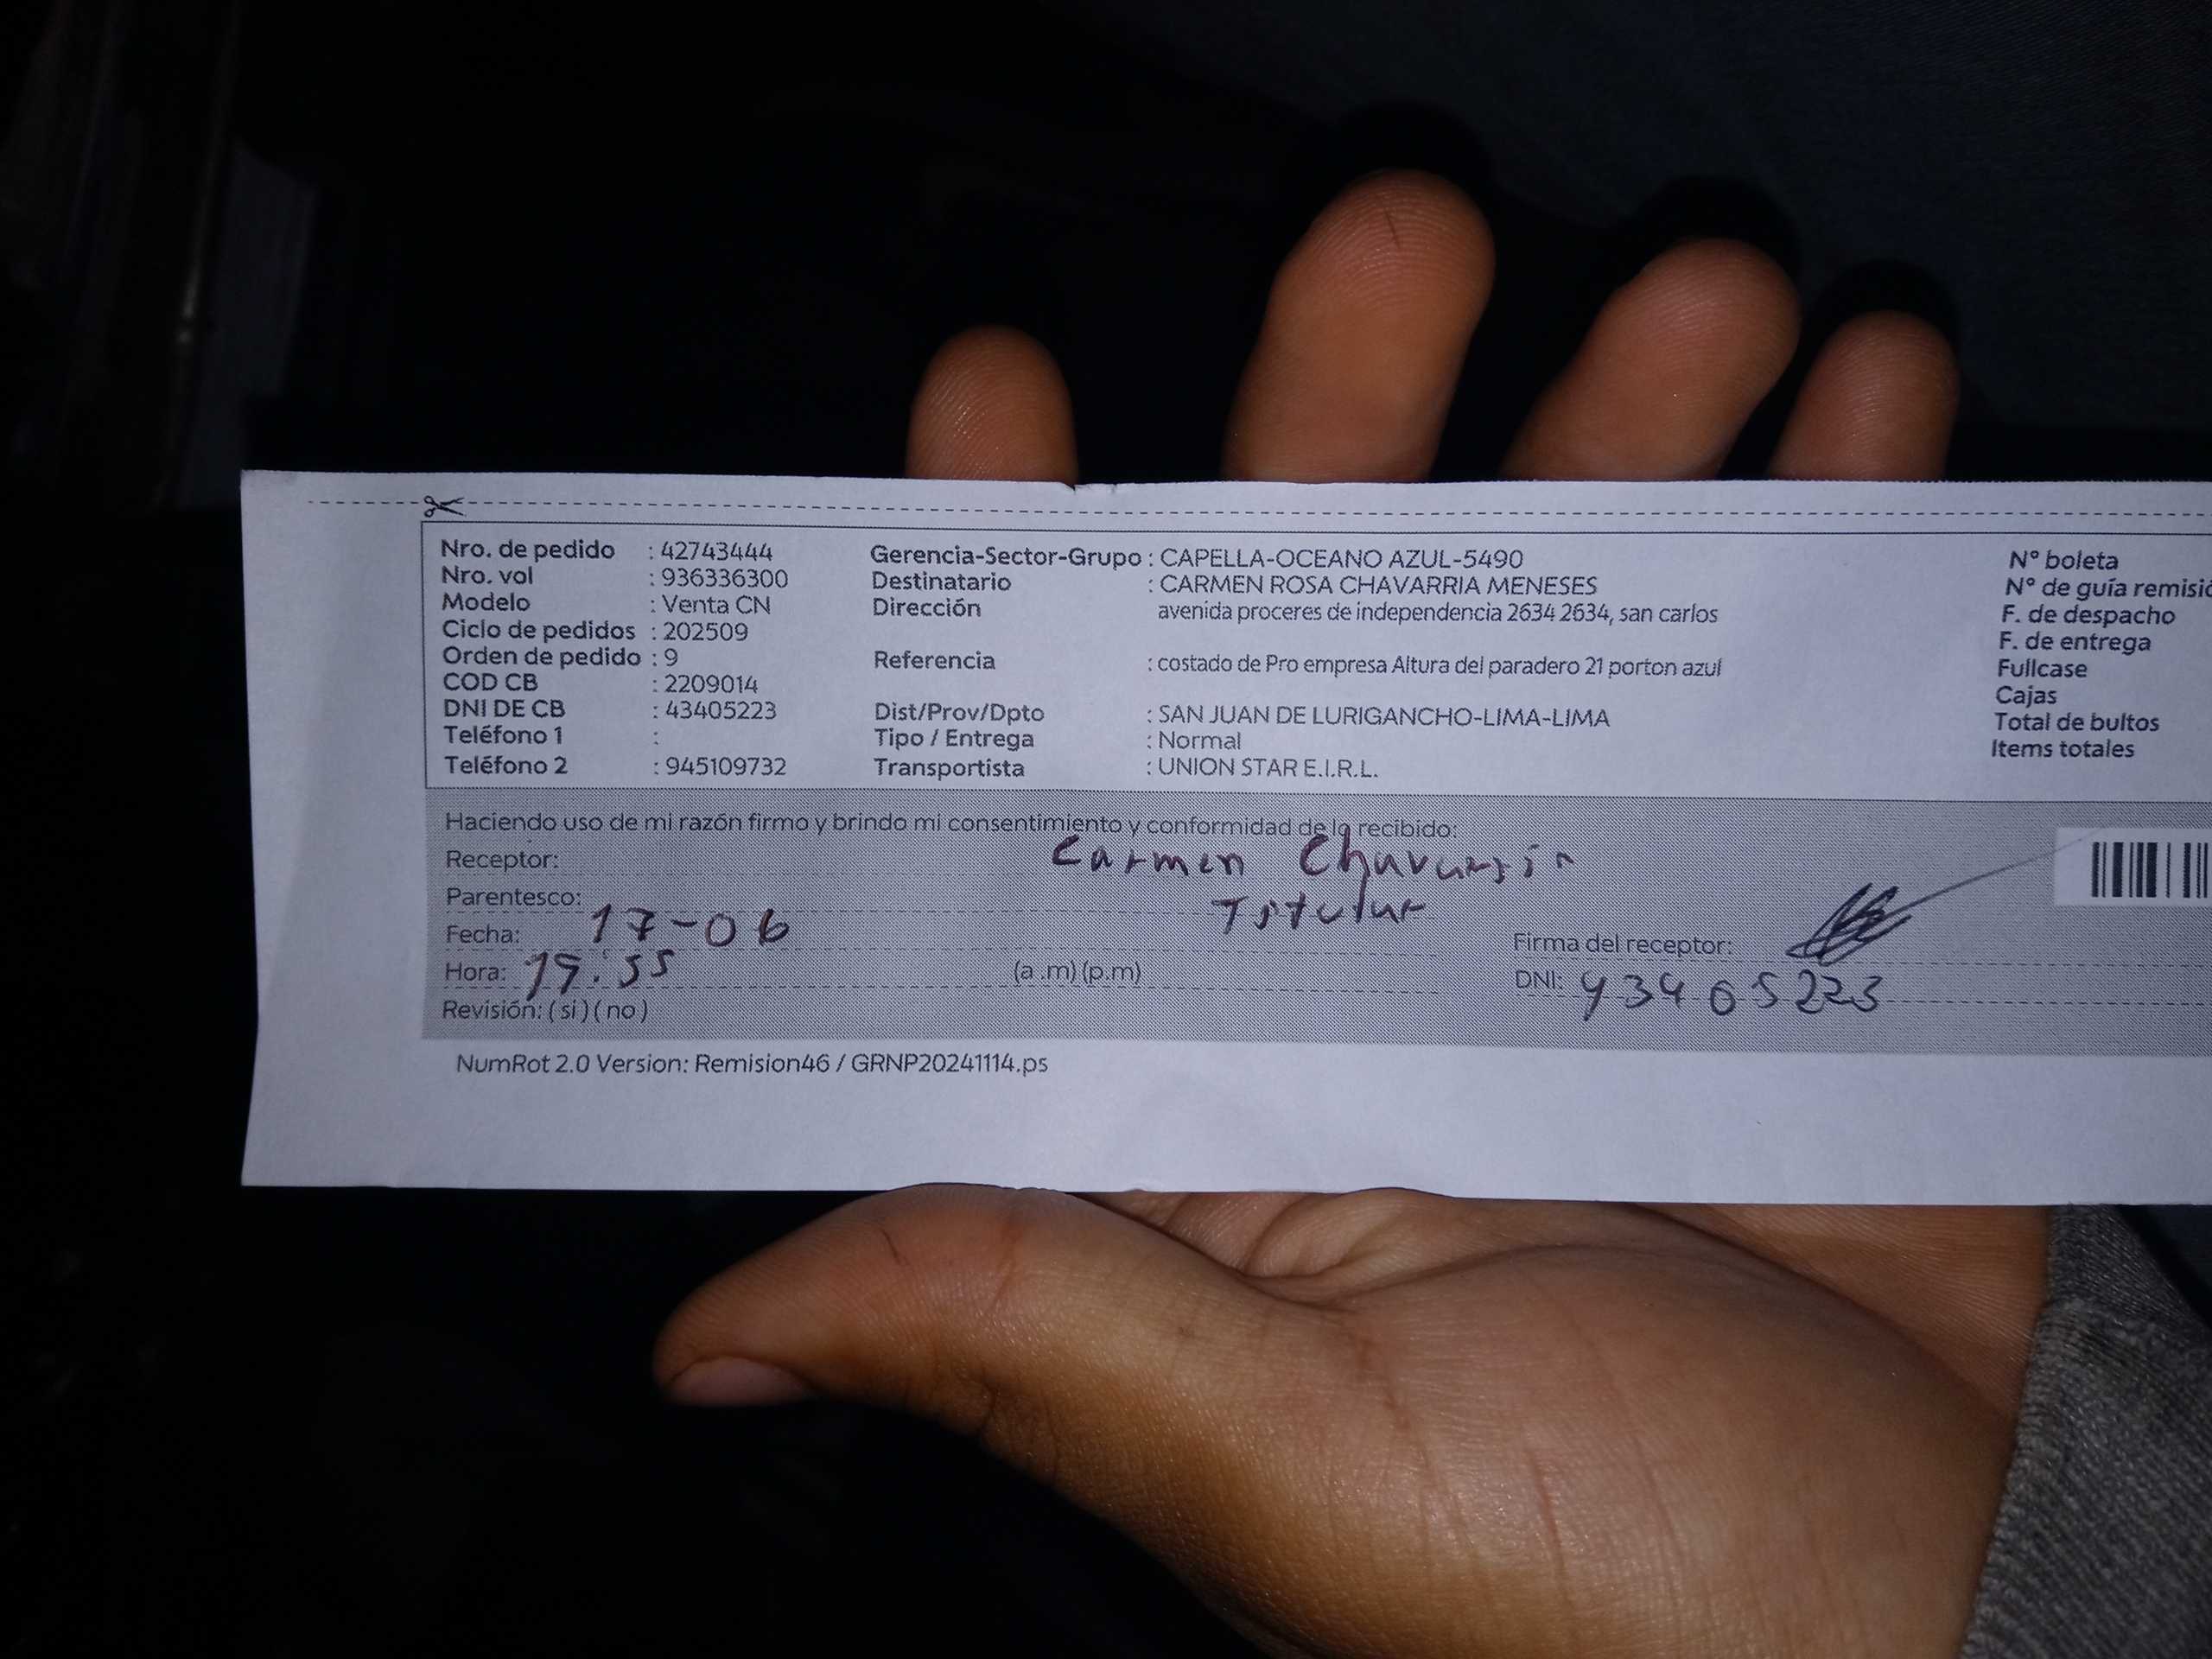 Nro. de pedido : 42743444
Nro. vol : 936336300
Modelo : Venta CN
Ciclo de pedidos : 202509
Orden de pedido : 9
COD CB : 2209014
DNI DE CB : 43405223
Teléfono 1 :
Teléfono 2 : 945109732
Gerencia-Sector-Grupo : CAPELLA-OCEANO AZUL-5490
Destinatario : CARMEN ROSA CHAVARRIA MENESES
Dirección avenida proceres de independencia 2634 2634, san carlos
Referencia : costado de Pro empresa Altura del paradero 21 porton azul
Dist/Prov/Dpto : SAN JUAN DE LURIGANCHO-LIMA-LIMA
Tipo / Entrega : Normal
Transportista : UNION STAR E.I.R.L.
N° boleta
N° de guía remisió
F. de despacho
F. de entrega
Fullcase
Cajas
Total de bultos
Items totales
Haciendo uso de mi razón firmo y brindo mi consentimiento y conformidad de lo recibido:
Receptor: Carmen Chavarria
Parentesco: Titular
Fecha: 17-06
Hora: 19:55 (a .m) (p.m)
Revisión: ( si ) ( no )
Firma del receptor:
DNI: 43405223
NumRot 2.0 Version: Remision46 / GRNP20241114.ps